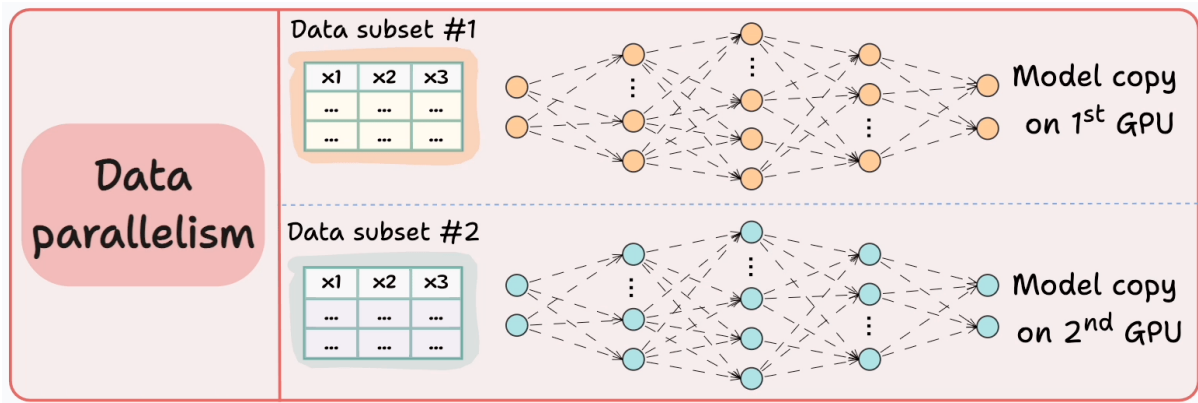 Data
parallelism
Data subset #1
x1 x2 x3
... ... ...
... ... ...
Model copy
on 1st GPU
Data subset #2
x1 x2 x3
... ... ...
... ... ...
Model copy
on 2nd GPU